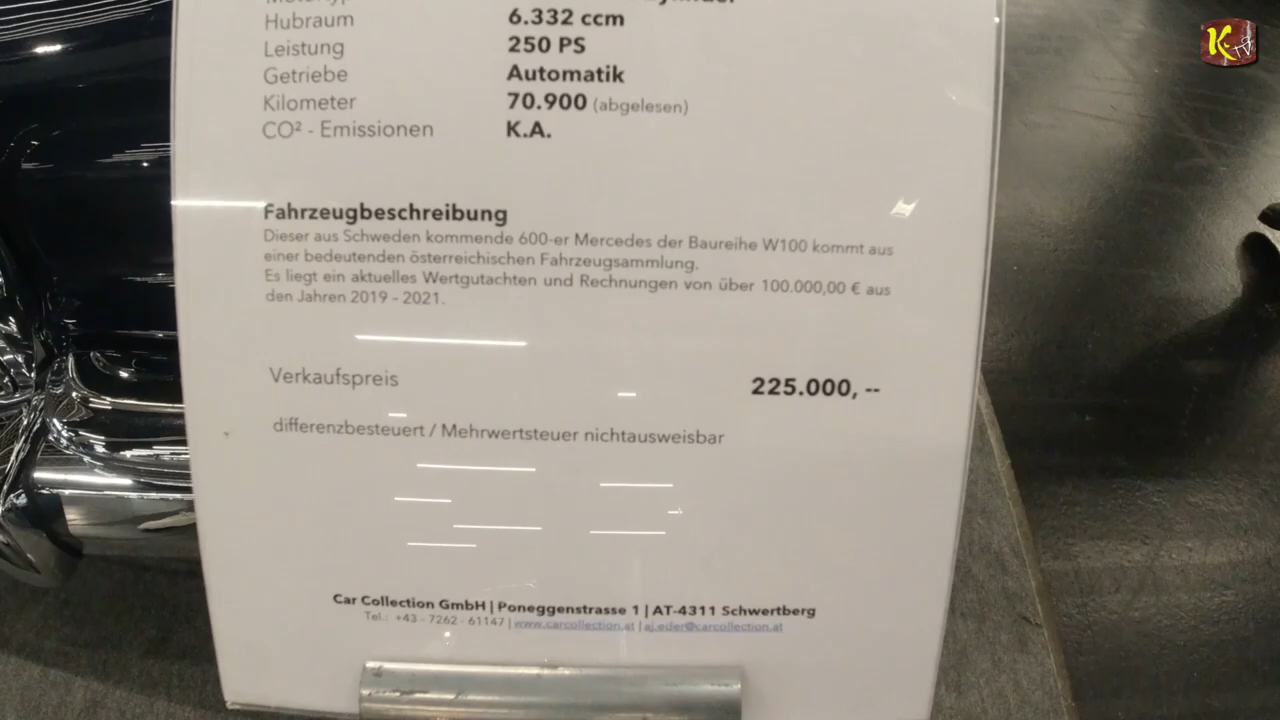 Hubraum 6.332 ccm
Leistung 250 PS
Getriebe Automatik
Kilometer 70.900 (abgelesen)
CO² - Emissionen K.A.
Fahrzeugbeschreibung
Dieser aus Schweden kommende 600-er Mercedes der Baureihe W100 kommt aus
einer bedeutenden österreichischen Fahrzeugsammlung.
Es liegt ein aktuelles Wertgutachten und Rechnungen von über 100.000,00 € aus
den Jahren 2019 - 2021.
Verkaufspreis 225.000, --
differenzbesteuert / Mehrwertsteuer nichtausweisbar
Car Collection GmbH | Poneggenstrasse 1 | AT-4311 Schwertberg
Tel.: +43 - 7262 - 61147 | www.carcollection.at | aj.eder@carcollection.at